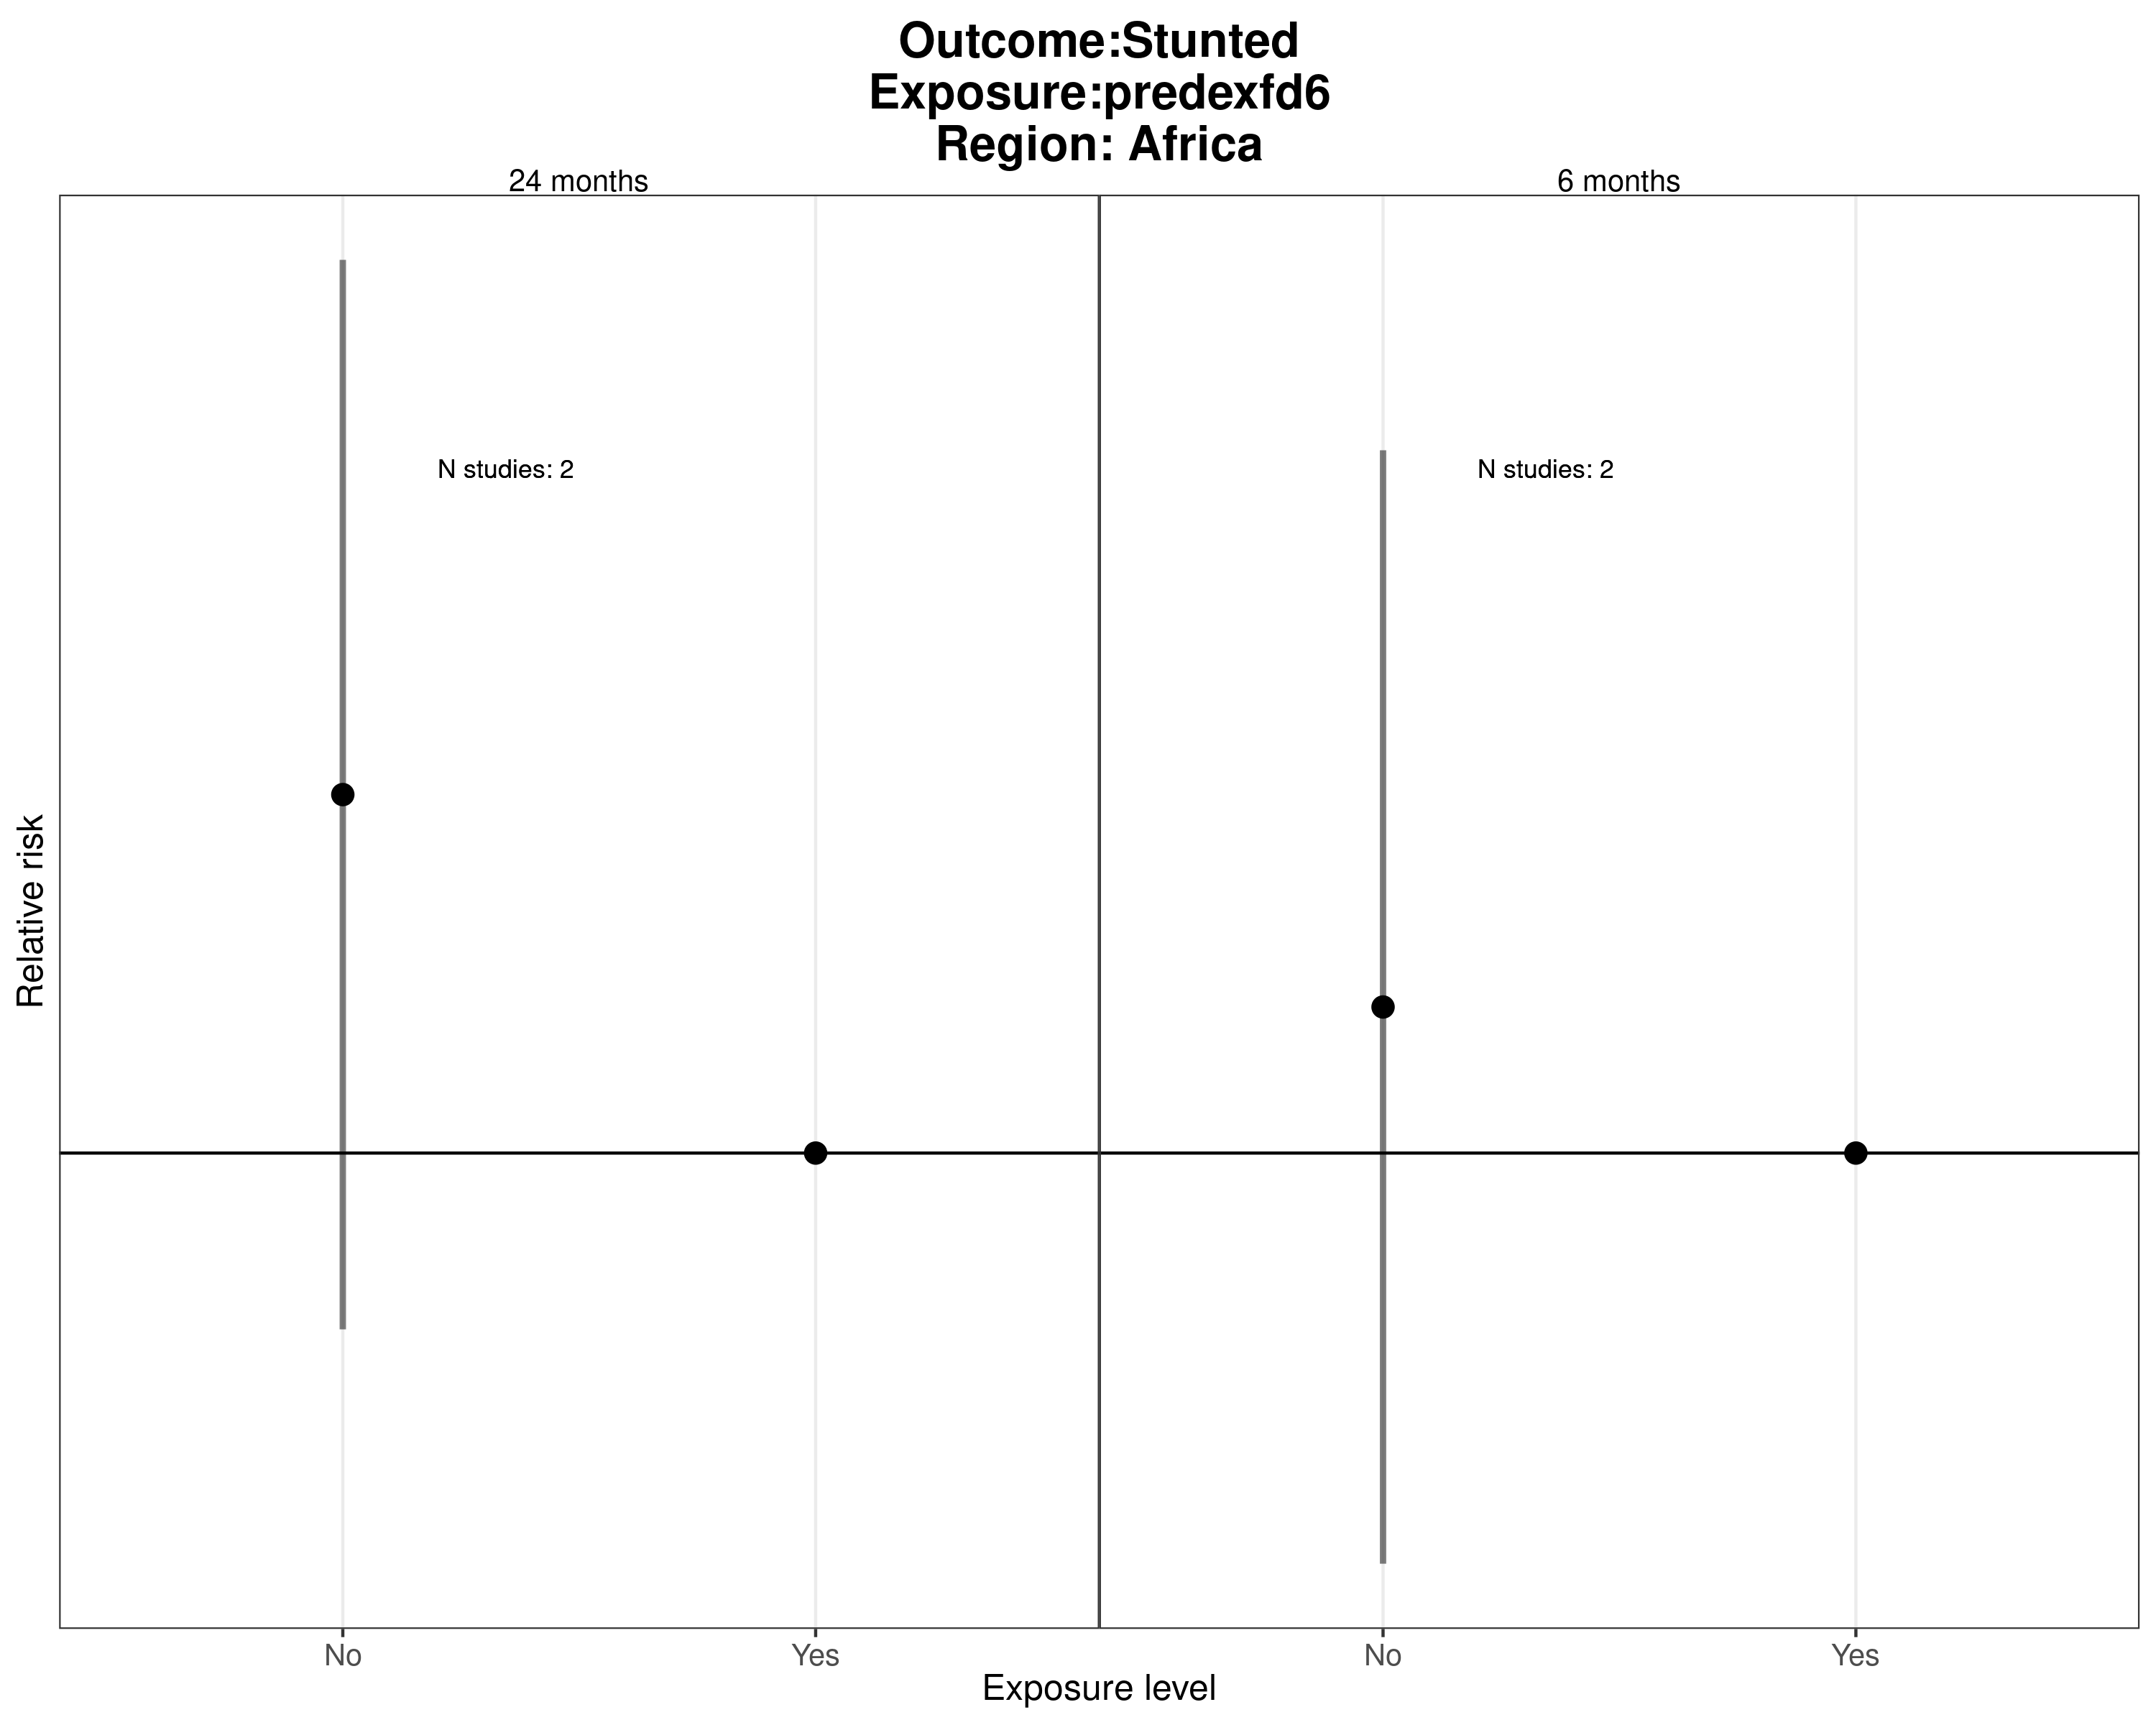 Outcome:Stunted
Exposure:predexfd6
Region: Africa
24 months
6 months
N studies: 2
N studies: 2
Relative risk
No
Yes
No
Yes
Exposure level